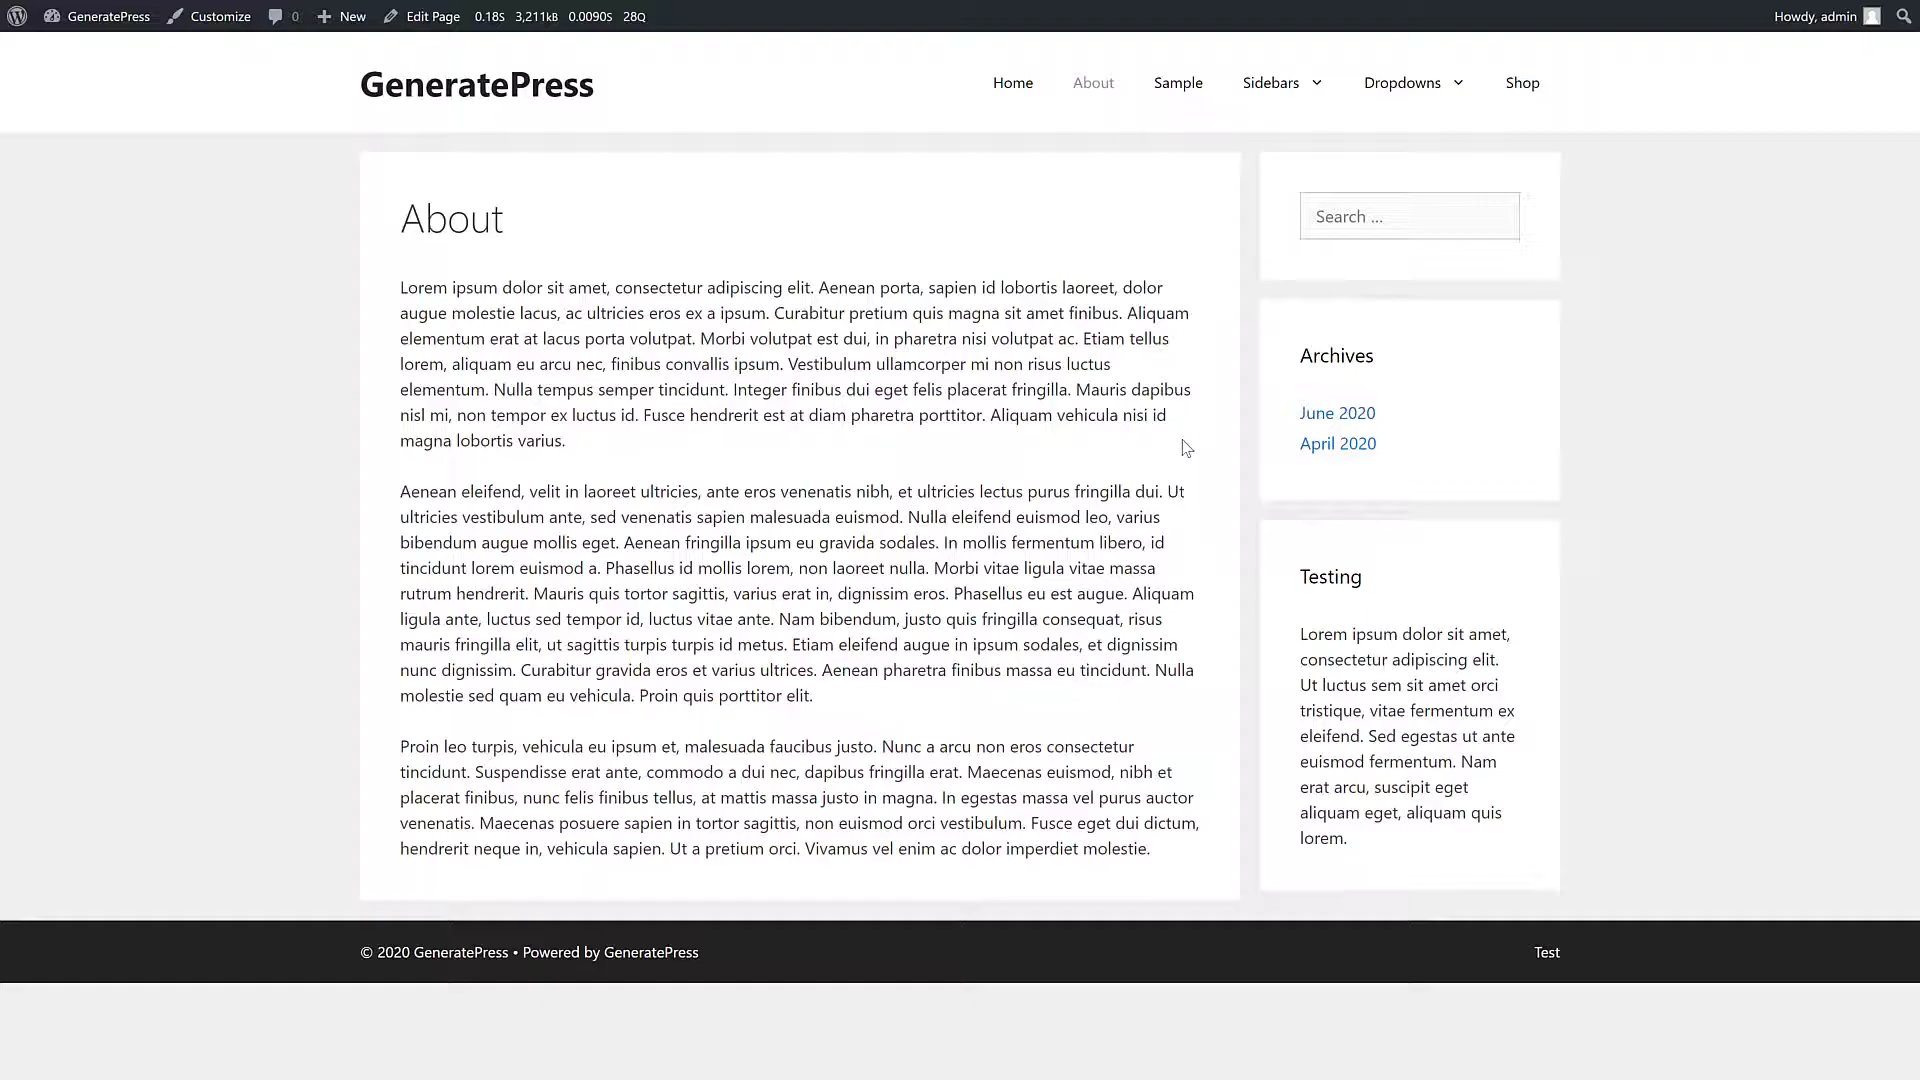 GeneratePress Customize 0 New Edit Page 0.18S 3,211KB 0.0090S 28Q Howdy, admin
GeneratePress
Home About Sample Sidebars Dropdowns Shop
About
Lorem ipsum dolor sit amet, consectetur adipiscing elit. Aenean porta, sapien id lobortis laoreet, dolor
augue molestie lacus, ac ultricies eros ex a ipsum. Curabitur pretium quis magna sit amet finibus. Aliquam
elementum erat at lacus porta volutpat. Morbi volutpat est dui, in pharetra nisi volutpat ac. Etiam tellus
lorem, aliquam eu arcu nec, finibus convallis ipsum. Vestibulum ullamcorper mi non risus luctus
elementum. Nulla tempus semper tincidunt. Integer finibus dui eget felis placerat fringilla. Mauris dapibus
nisl mi, non tempor ex luctus id. Fusce hendrerit est at diam pharetra porttitor. Aliquam vehicula nisi id
magna lobortis varius.
Aenean eleifend, velit in laoreet ultricies, ante eros venenatis nibh, et ultricies lectus purus fringilla dui. Ut
ultricies vestibulum ante, sed venenatis sapien malesuada euismod. Nulla eleifend euismod leo, varius
bibendum augue mollis eget. Aenean fringilla ipsum eu gravida sodales. In mollis fermentum libero, id
tincidunt lorem euismod a. Phasellus id mollis lorem, non laoreet nulla. Morbi vitae ligula vitae massa
rutrum hendrerit. Mauris quis tortor sagittis, varius erat in, dignissim eros. Phasellus eu est augue. Aliquam
ligula ante, luctus sed tempor id, luctus vitae ante. Nam bibendum, justo quis fringilla consequat, risus
mauris fringilla elit, ut sagittis turpis turpis id metus. Etiam eleifend augue in ipsum sodales, et dignissim
nunc dignissim. Curabitur gravida eros et varius ultrices. Aenean pharetra finibus massa eu tincidunt. Nulla
molestie sed quam eu vehicula. Proin quis porttitor elit.
Proin leo turpis, vehicula eu ipsum et, malesuada faucibus justo. Nunc a arcu non eros consectetur
tincidunt. Suspendisse erat ante, commodo a dui nec, dapibus fringilla erat. Maecenas euismod, nibh et
placerat finibus, nunc felis finibus tellus, at mattis massa justo in magna. In egestas massa vel purus auctor
venenatis. Maecenas posuere sapien in tortor sagittis, non euismod orci vestibulum. Fusce eget dui dictum,
hendrerit neque in, vehicula sapien. Ut a pretium orci. Vivamus vel enim ac dolor imperdiet molestie.
Search ...
Archives
June 2020
April 2020
Testing
Lorem ipsum dolor sit amet,
consectetur adipiscing elit.
Ut luctus sem sit amet orci
tristique, vitae fermentum ex
eleifend. Sed egestas ut ante
euismod fermentum. Nam
erat arcu, suscipit eget
aliquam eget, aliquam quis
lorem.
© 2020 GeneratePress • Powered by GeneratePress Test